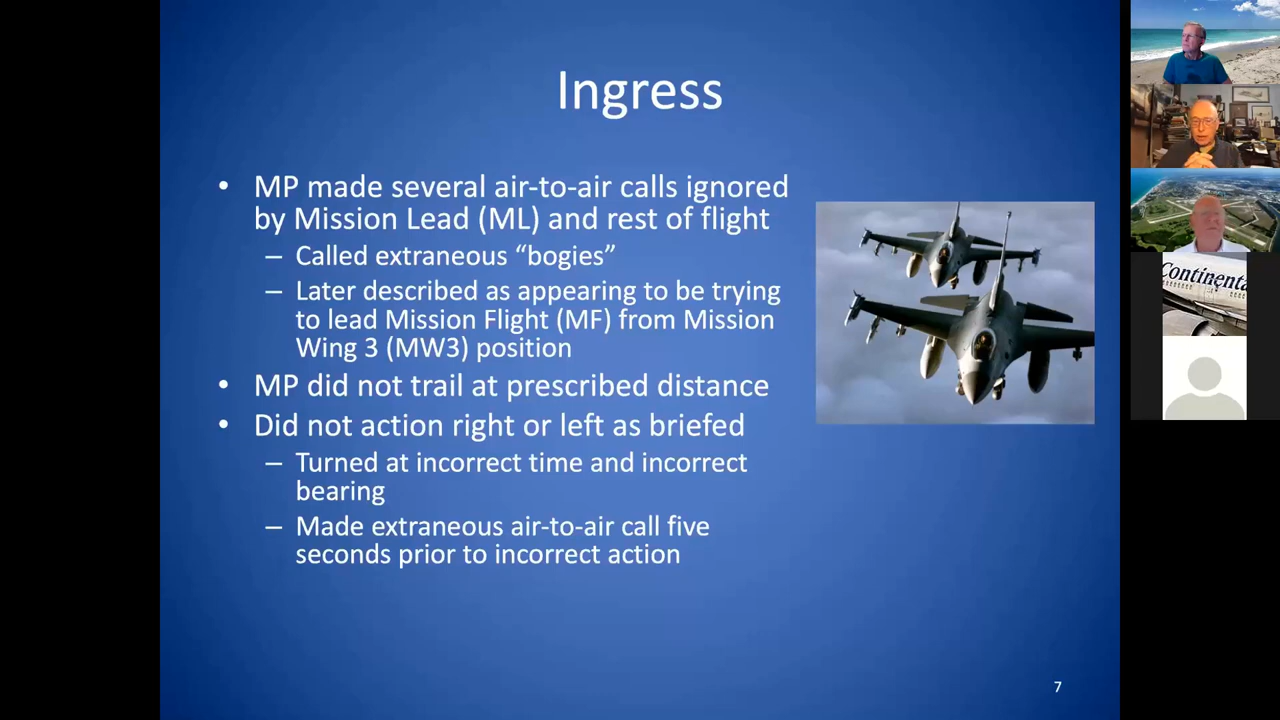 Ingress
• MP made several air-to-air calls ignored
by Mission Lead (ML) and rest of flight
– Called extraneous “bogies”
– Later described as appearing to be trying
to lead Mission Flight (MF) from Mission
Wing 3 (MW3) position
• MP did not trail at prescribed distance
• Did not action right or left as briefed
– Turned at incorrect time and incorrect
bearing
– Made extraneous air-to-air call five
seconds prior to incorrect action
7
Continenta